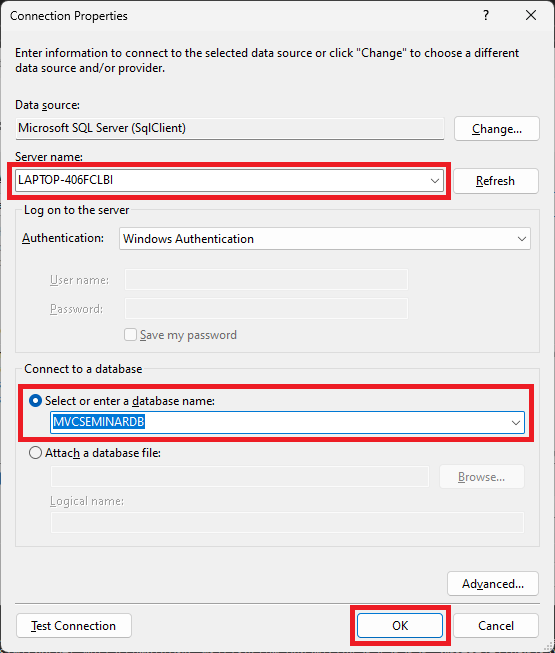 Connection Properties
?
Enter information to connect to the selected data source or click "Change" to choose a different
data source and/or provider.
Data source:
Microsoft SQL Server (SqlClient)
Change...
Server name:
LAPTOP-406FCLBI
Refresh
Log on to the server
Authentication:
Windows Authentication
User name:
Password:
Save my password
Connect to a database
Select or enter a database name:
MVCSEMINARDB
Attach a database file:
Browse...
Logical name:
Advanced...
Test Connection
OK
Cancel